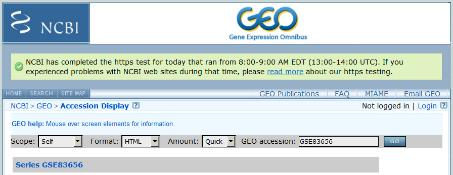 NCBI
GEO
Gene Expression Omnibus
NCBI has completed the https test for today that ran from 8:00-9:00 AM EDT (13:00-14:00 UTC). If you
experienced problems with NCBI web sites during that time, please read more about our https testing.
HOME SEARCH SITE MAP GEO Publications FAQ MIAME Email GEO
NCBI > GEO > Accession Display ? Not logged in | Login ?
GEO help: Mouse over screen elements for information.
Scope: Self Format: HTML Amount: Quick GEO accession: GSE83656 GO
Series GSE83656